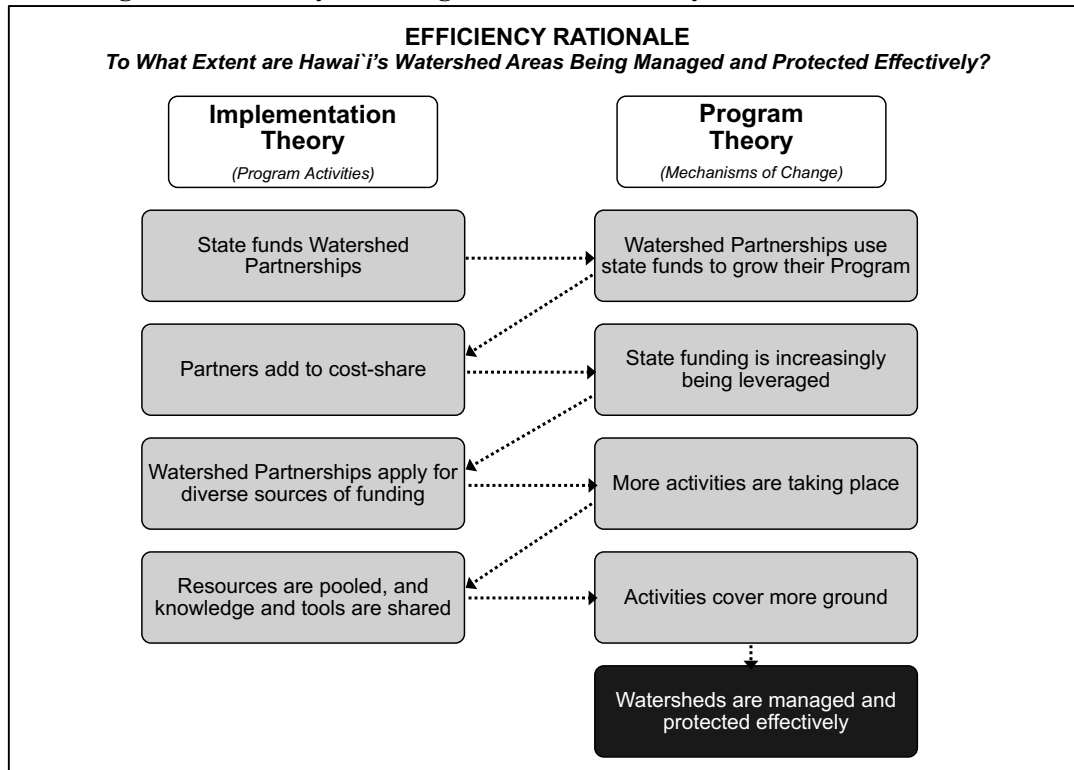 EFFICIENCY RATIONALE
To What Extent are Hawai`i's Watershed Areas Being Managed and Protected Effectively?
Implementation
Theory
(Program Activities)
Program
Theory
(Mechanisms of Change)
State funds Watershed
Partnerships
Watershed Partnerships use
state funds to grow their Program
Partners add to cost-share
State funding is increasingly
being leveraged
Watershed Partnerships apply for
diverse sources of funding
More activities are taking place
Resources are pooled, and
knowledge and tools are shared
Activities cover more ground
Watersheds are managed and
protected effectively